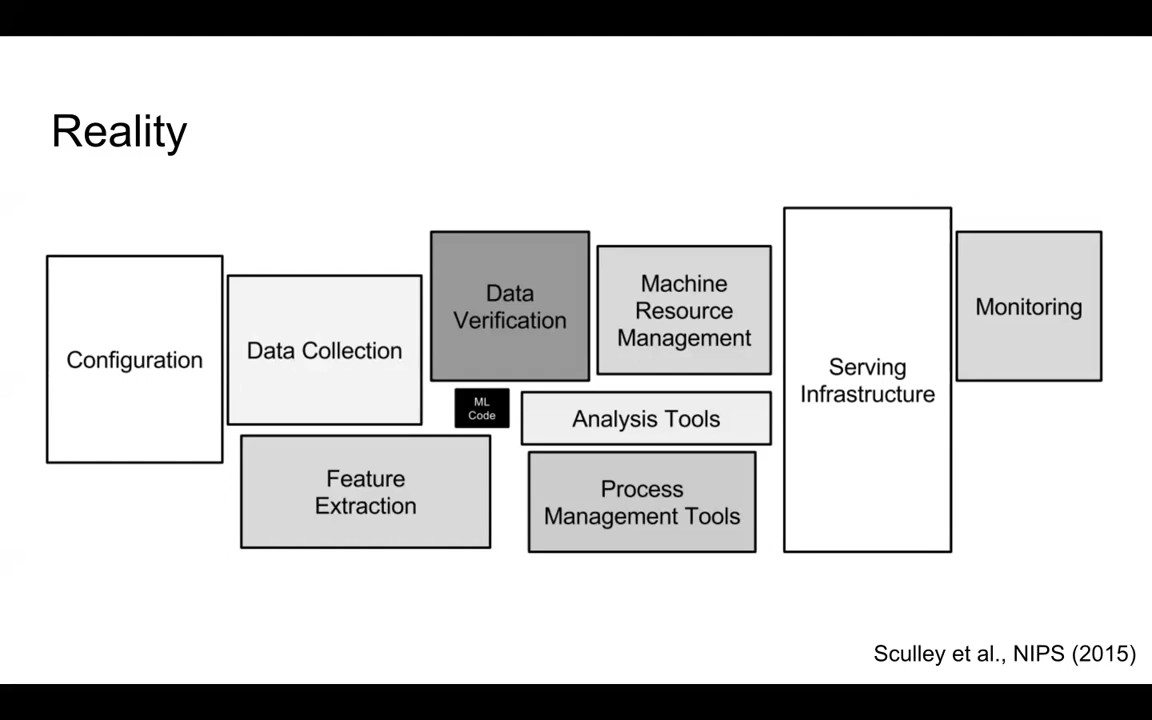 Reality
Configuration
Data Collection
Feature
Extraction
Data
Verification
ML
Code
Machine
Resource
Management
Analysis Tools
Process
Management Tools
Serving
Infrastructure
Monitoring
Sculley et al., NIPS (2015)